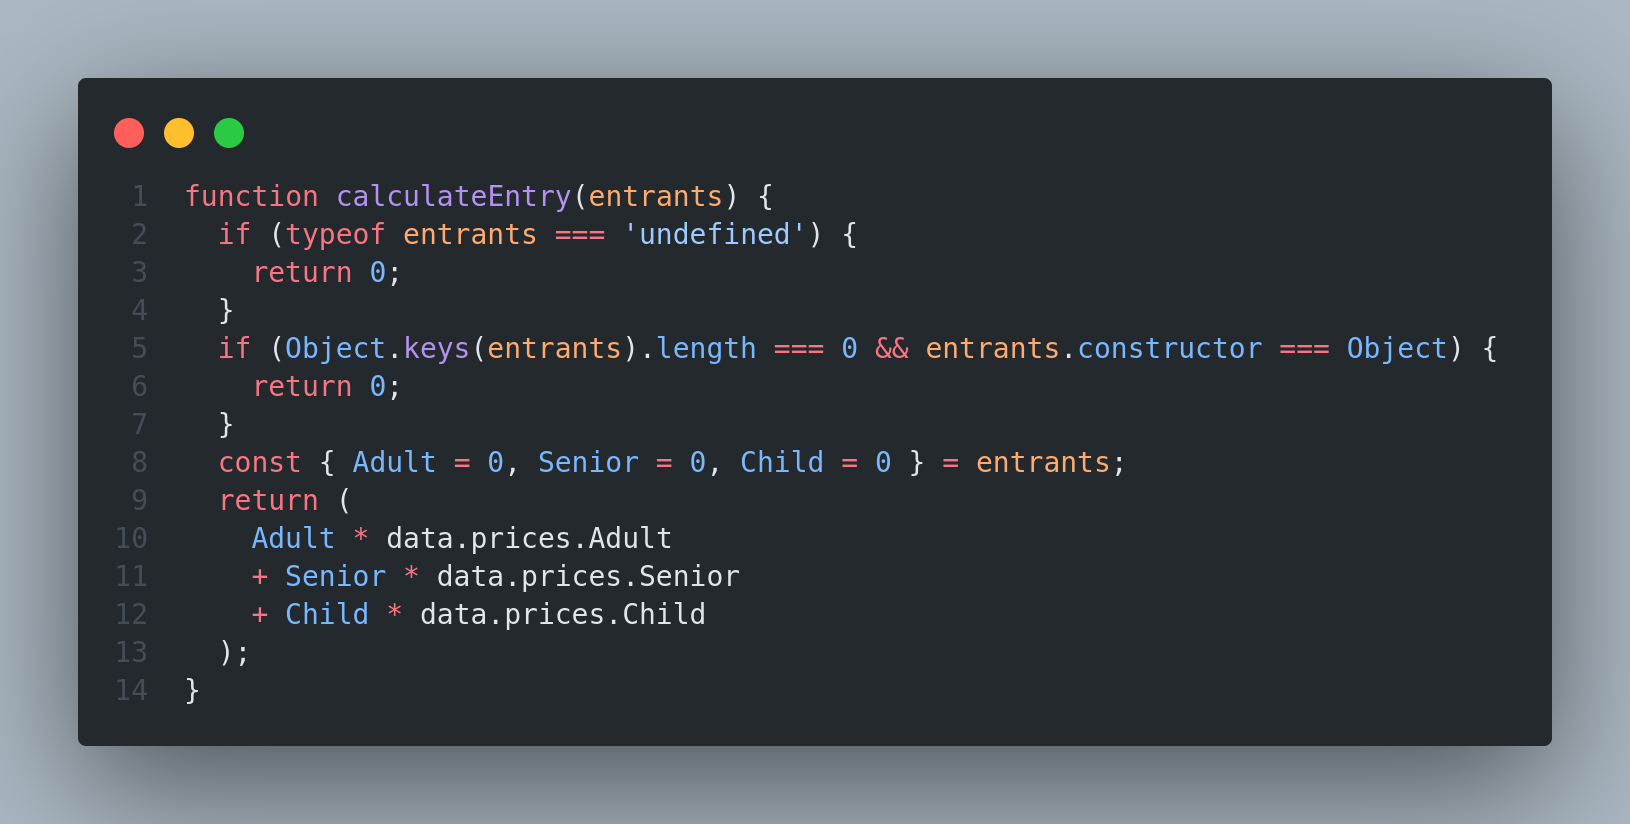 1 function calculateEntry(entrants) {
2   if (typeof entrants === 'undefined') {
3     return 0;
4   }
5   if (Object.keys(entrants).length === 0 && entrants.constructor === Object) {
6     return 0;
7   }
8   const { Adult = 0, Senior = 0, Child = 0 } = entrants;
9   return (
10     Adult * data.prices.Adult
11     + Senior * data.prices.Senior
12     + Child * data.prices.Child
13   );
14 }